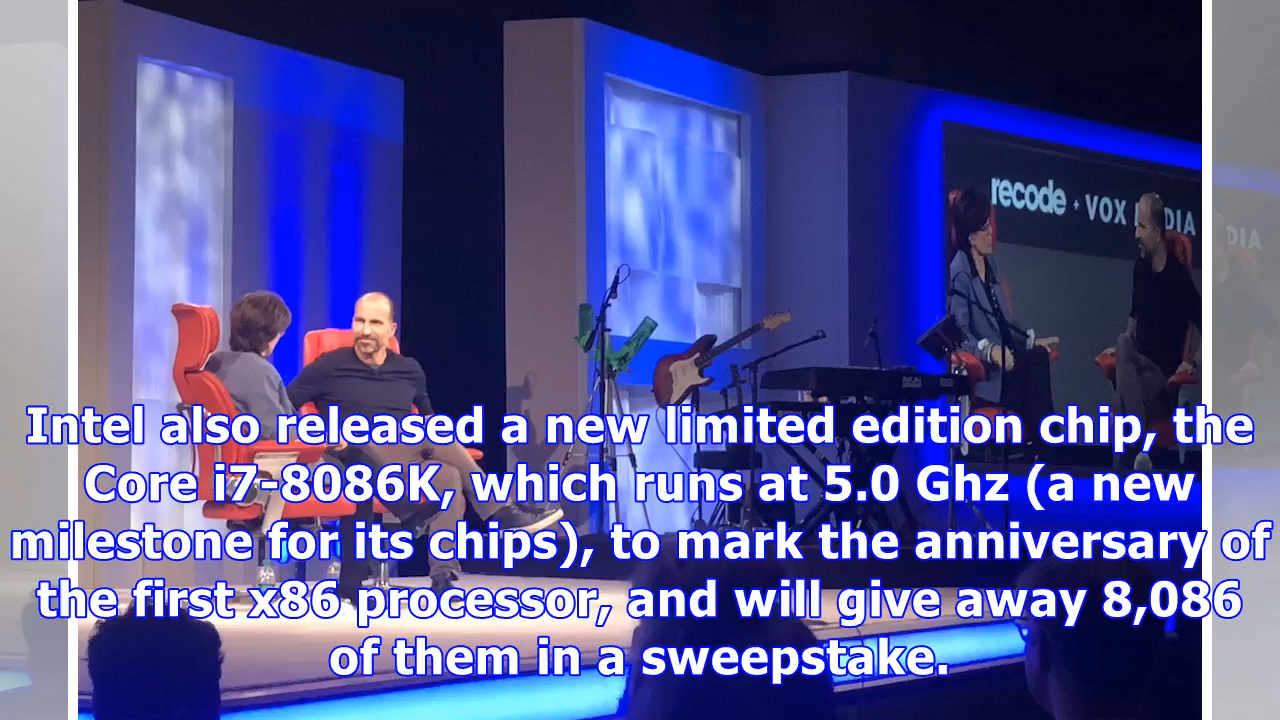 recode + VOX
DIA
Intel also released a new limited edition chip, the
Core i7-8086K, which runs at 5.0 Ghz (a new
milestone for its chips), to mark the anniversary of
the first x86 processor, and will give away 8,086
of them in a sweepstake.